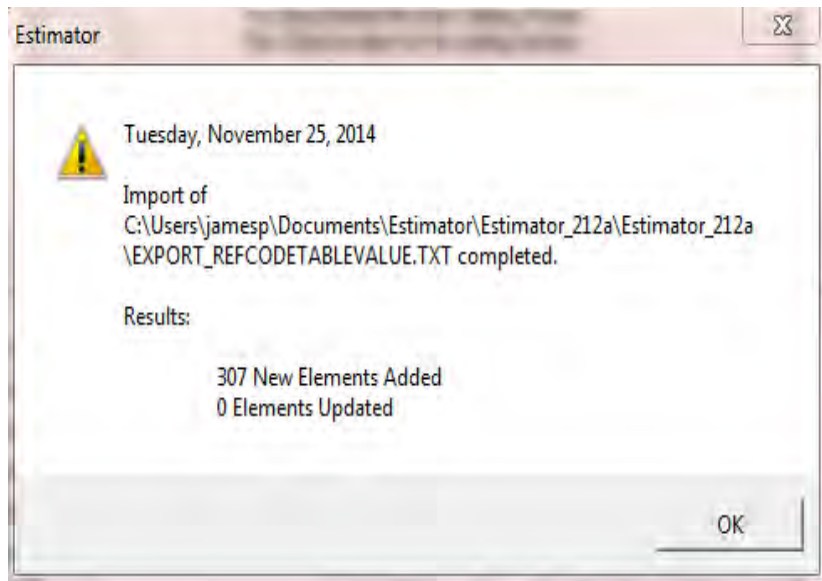 Estimator
Tuesday, November 25, 2014
Import of
C:\Users\jamesp\Documents\Estimator\Estimator_212a\Estimator_212a
\EXPORT_REFCODETABLEVALUE.TXT completed.
Results:
307 New Elements Added
0 Elements Updated
OK